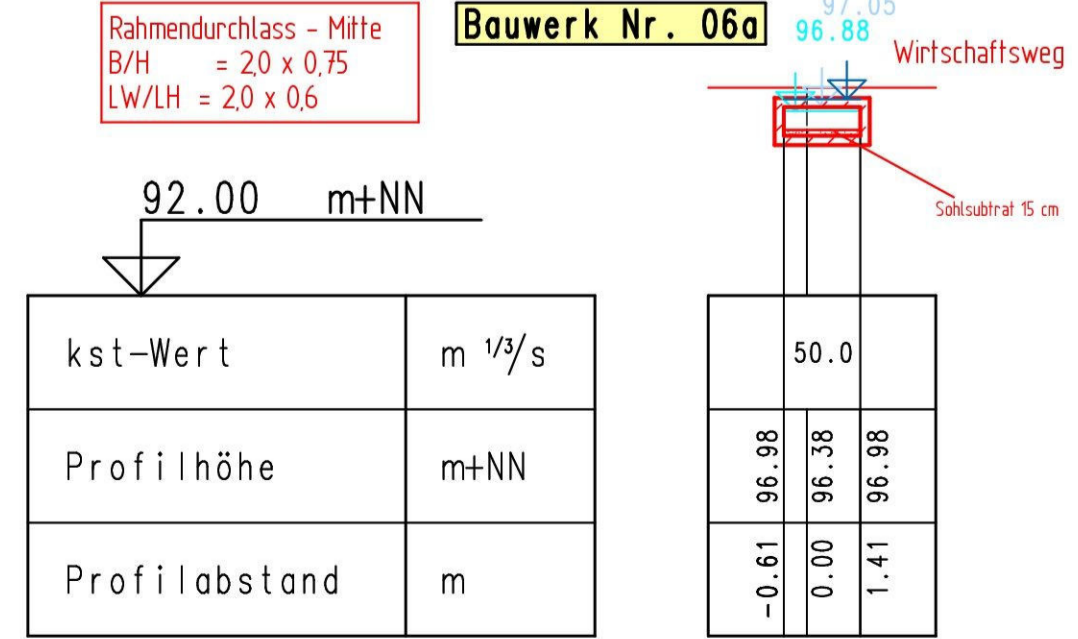 Rahmendurchlass - Mitte
B/H = 2,0 x 0,75
LW/LH = 2,0 x 0,6
Bauwerk Nr. 06a
97.05
96.88
Wirtschaftsweg
Sohlsubtrat 15 cm
92.00 m+NN
kst-Wert m 1/3/s 50.0
Profilhöhe m+NN 96.98 96.38 96.98
Profilabstand m -0.61 0.00 1.41